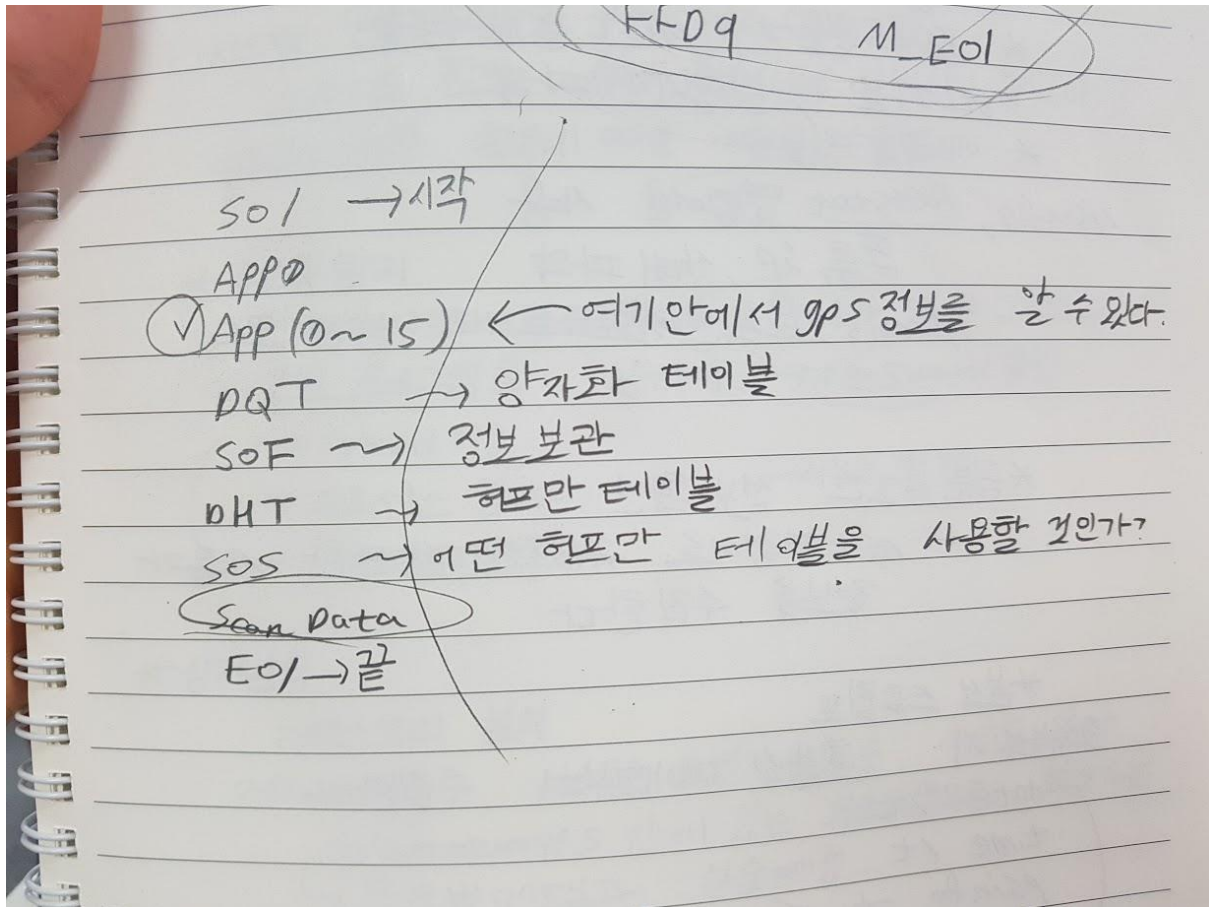 FFD9 M_EOI
SOI → 시작
APP0
App (0~15) ← 여기안에서 gps 정보를 알 수 있다.
DQT → 양자화 테이블
SOF → 정보 보관
DHT → 허프만 테이블
SOS → 어떤 허프만 테이블을 사용할 것인가?
Scan Data
EOI → 끝